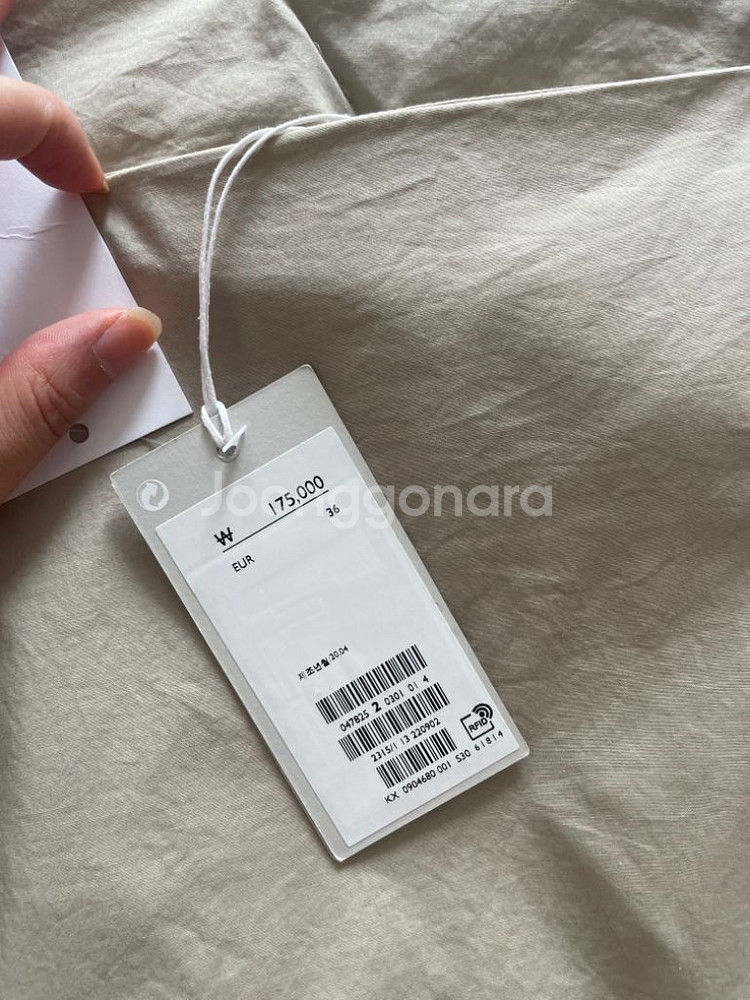 Joonggonara
₩ 175,000
EUR 36
제조년월:20.04
047825 2 0301 01 4
2315/1 13 220902
RFID
KX 0904680 001 S30 61814